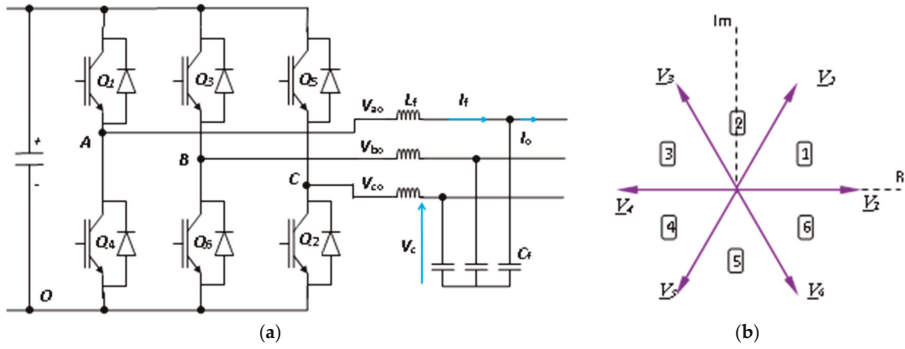 Q1 Q3 Q5
+
-
A
B
C
Vao Lf If
Io
Vbo
Vco
Q4 Q6 Q2
Vc
Cf
O
(a)
Im
V3 V2
2
3 1
R
V4 V1
4 6
5
V5 V6
(b)